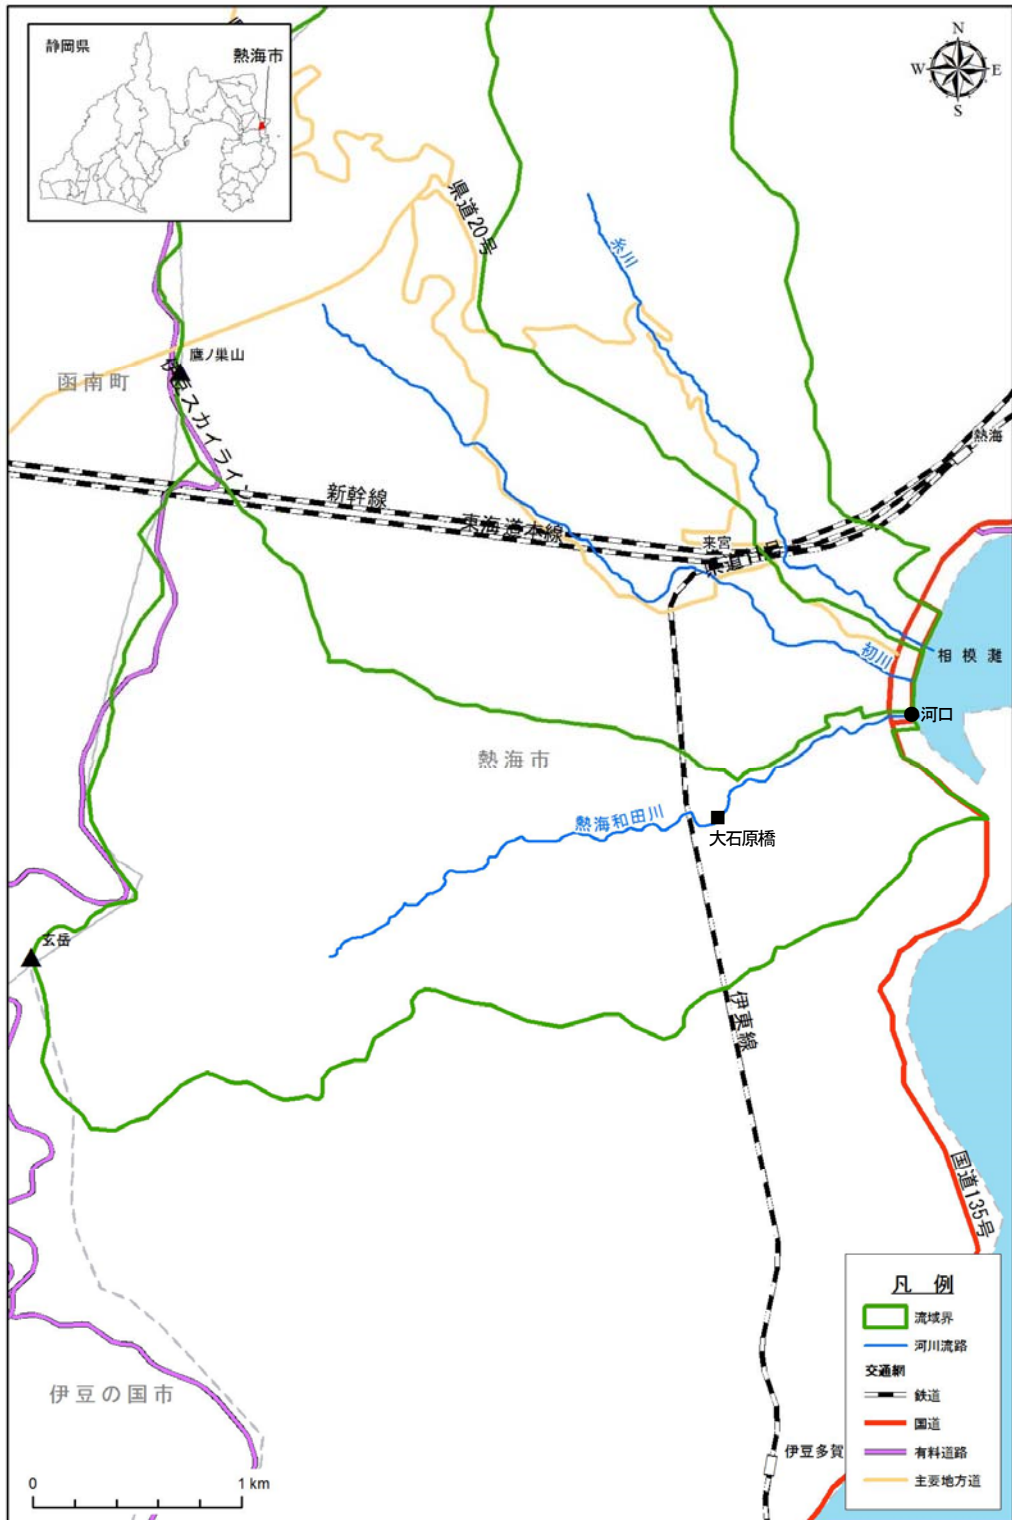 静岡県
熱海市
N
W
E
S
県道20号
糸川
鷹ノ巣山
函南町
伊豆スカイライン
熱海
新幹線
東海道本線
来宮
県道11号
初川
相模灘
河口
熱海市
熱海和田川
大石原橋
玄岳
伊東線
国道135号
凡 例
流域界
河川流路
交通網
鉄道
国道
有料道路
主要地方道
伊豆の国市
伊豆多賀
0
1 km